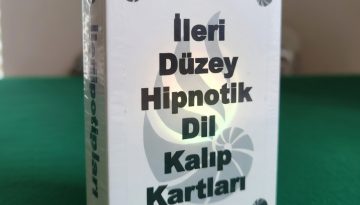 İleri
Düzey
Hipnotik
Dil
Kalıp
Kartları